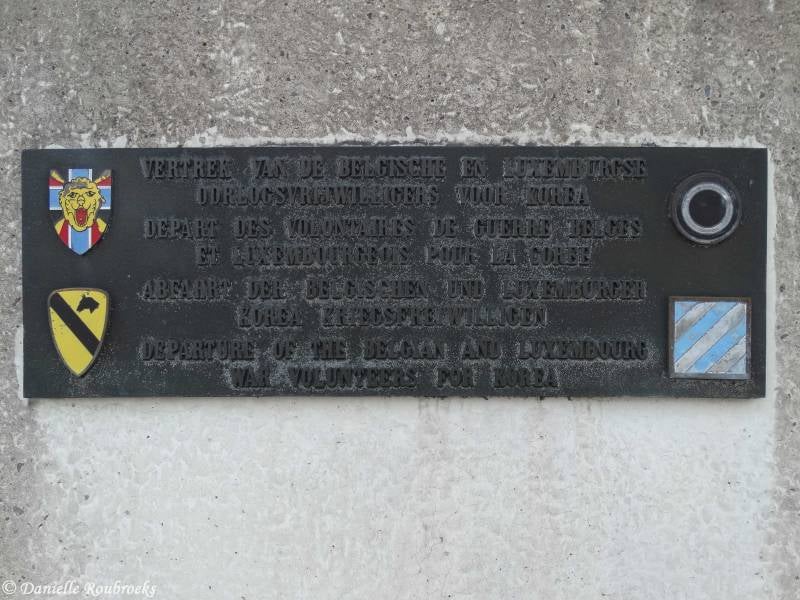 VERTREK VAN DE BELGISCHE EN LUXEMBURGSE
OORLOGSVRIJWILLIGERS VOOR KOREA
DEPART DES VOLONTAIRES DE GUERRE BELGES
ET LUXEMBOURGEOIS POUR LA COREE
ABFAHRT DER BELGISCHEN UND LUXEMBURGER
KOREA KRIEGSFREIWILLIGEN
DEPARTURE OF THE BELGIAN AND LUXEMBOURG
WAR VOLUNTEERS FOR KOREA
© Danielle Roubroeks